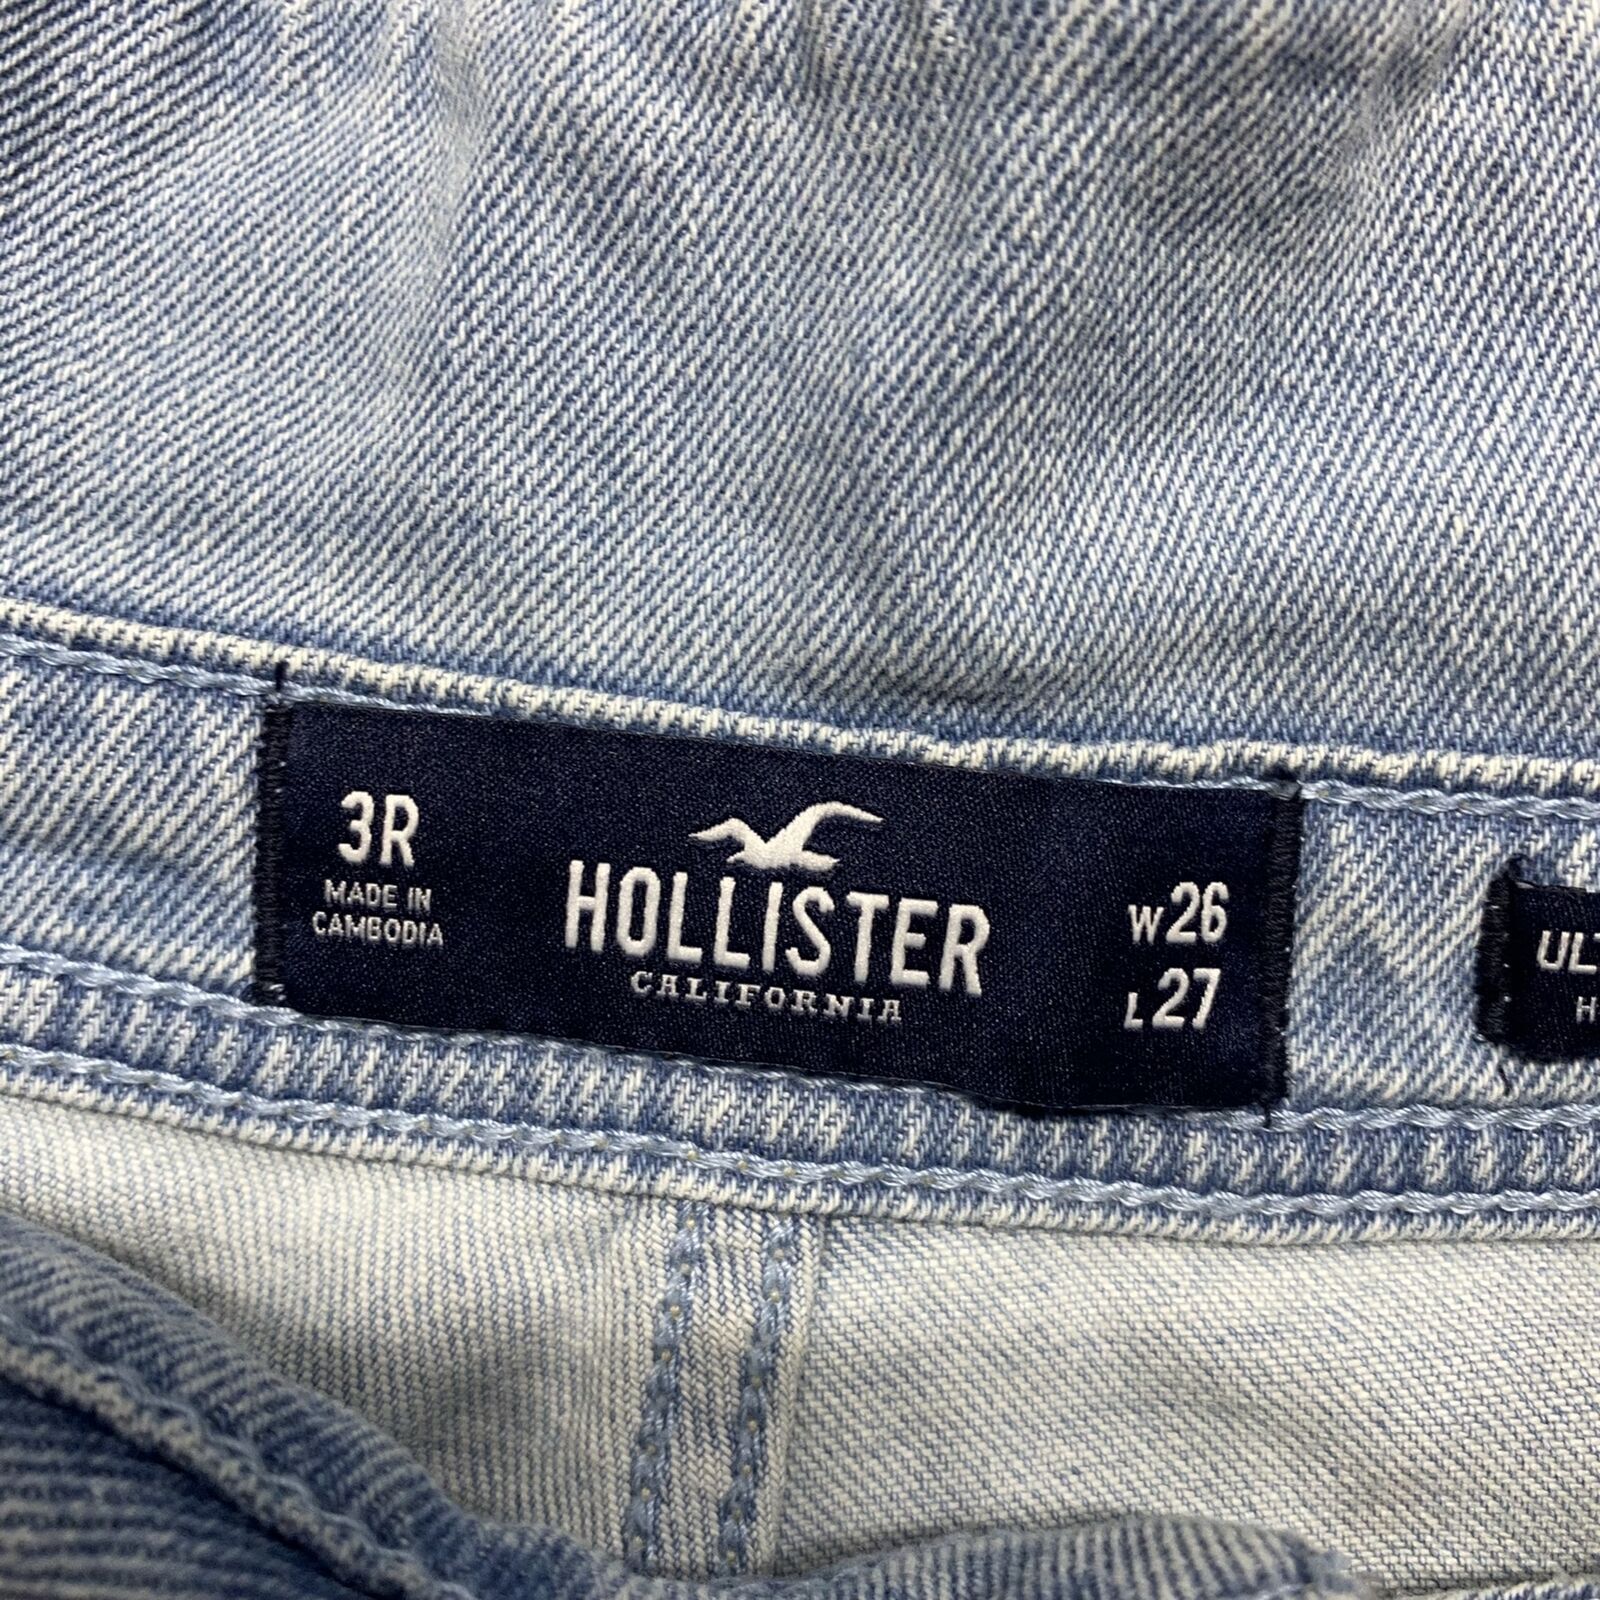 3R
MADE IN
CAMBODIA
HOLLISTER
CALIFORNIA
W26
L27